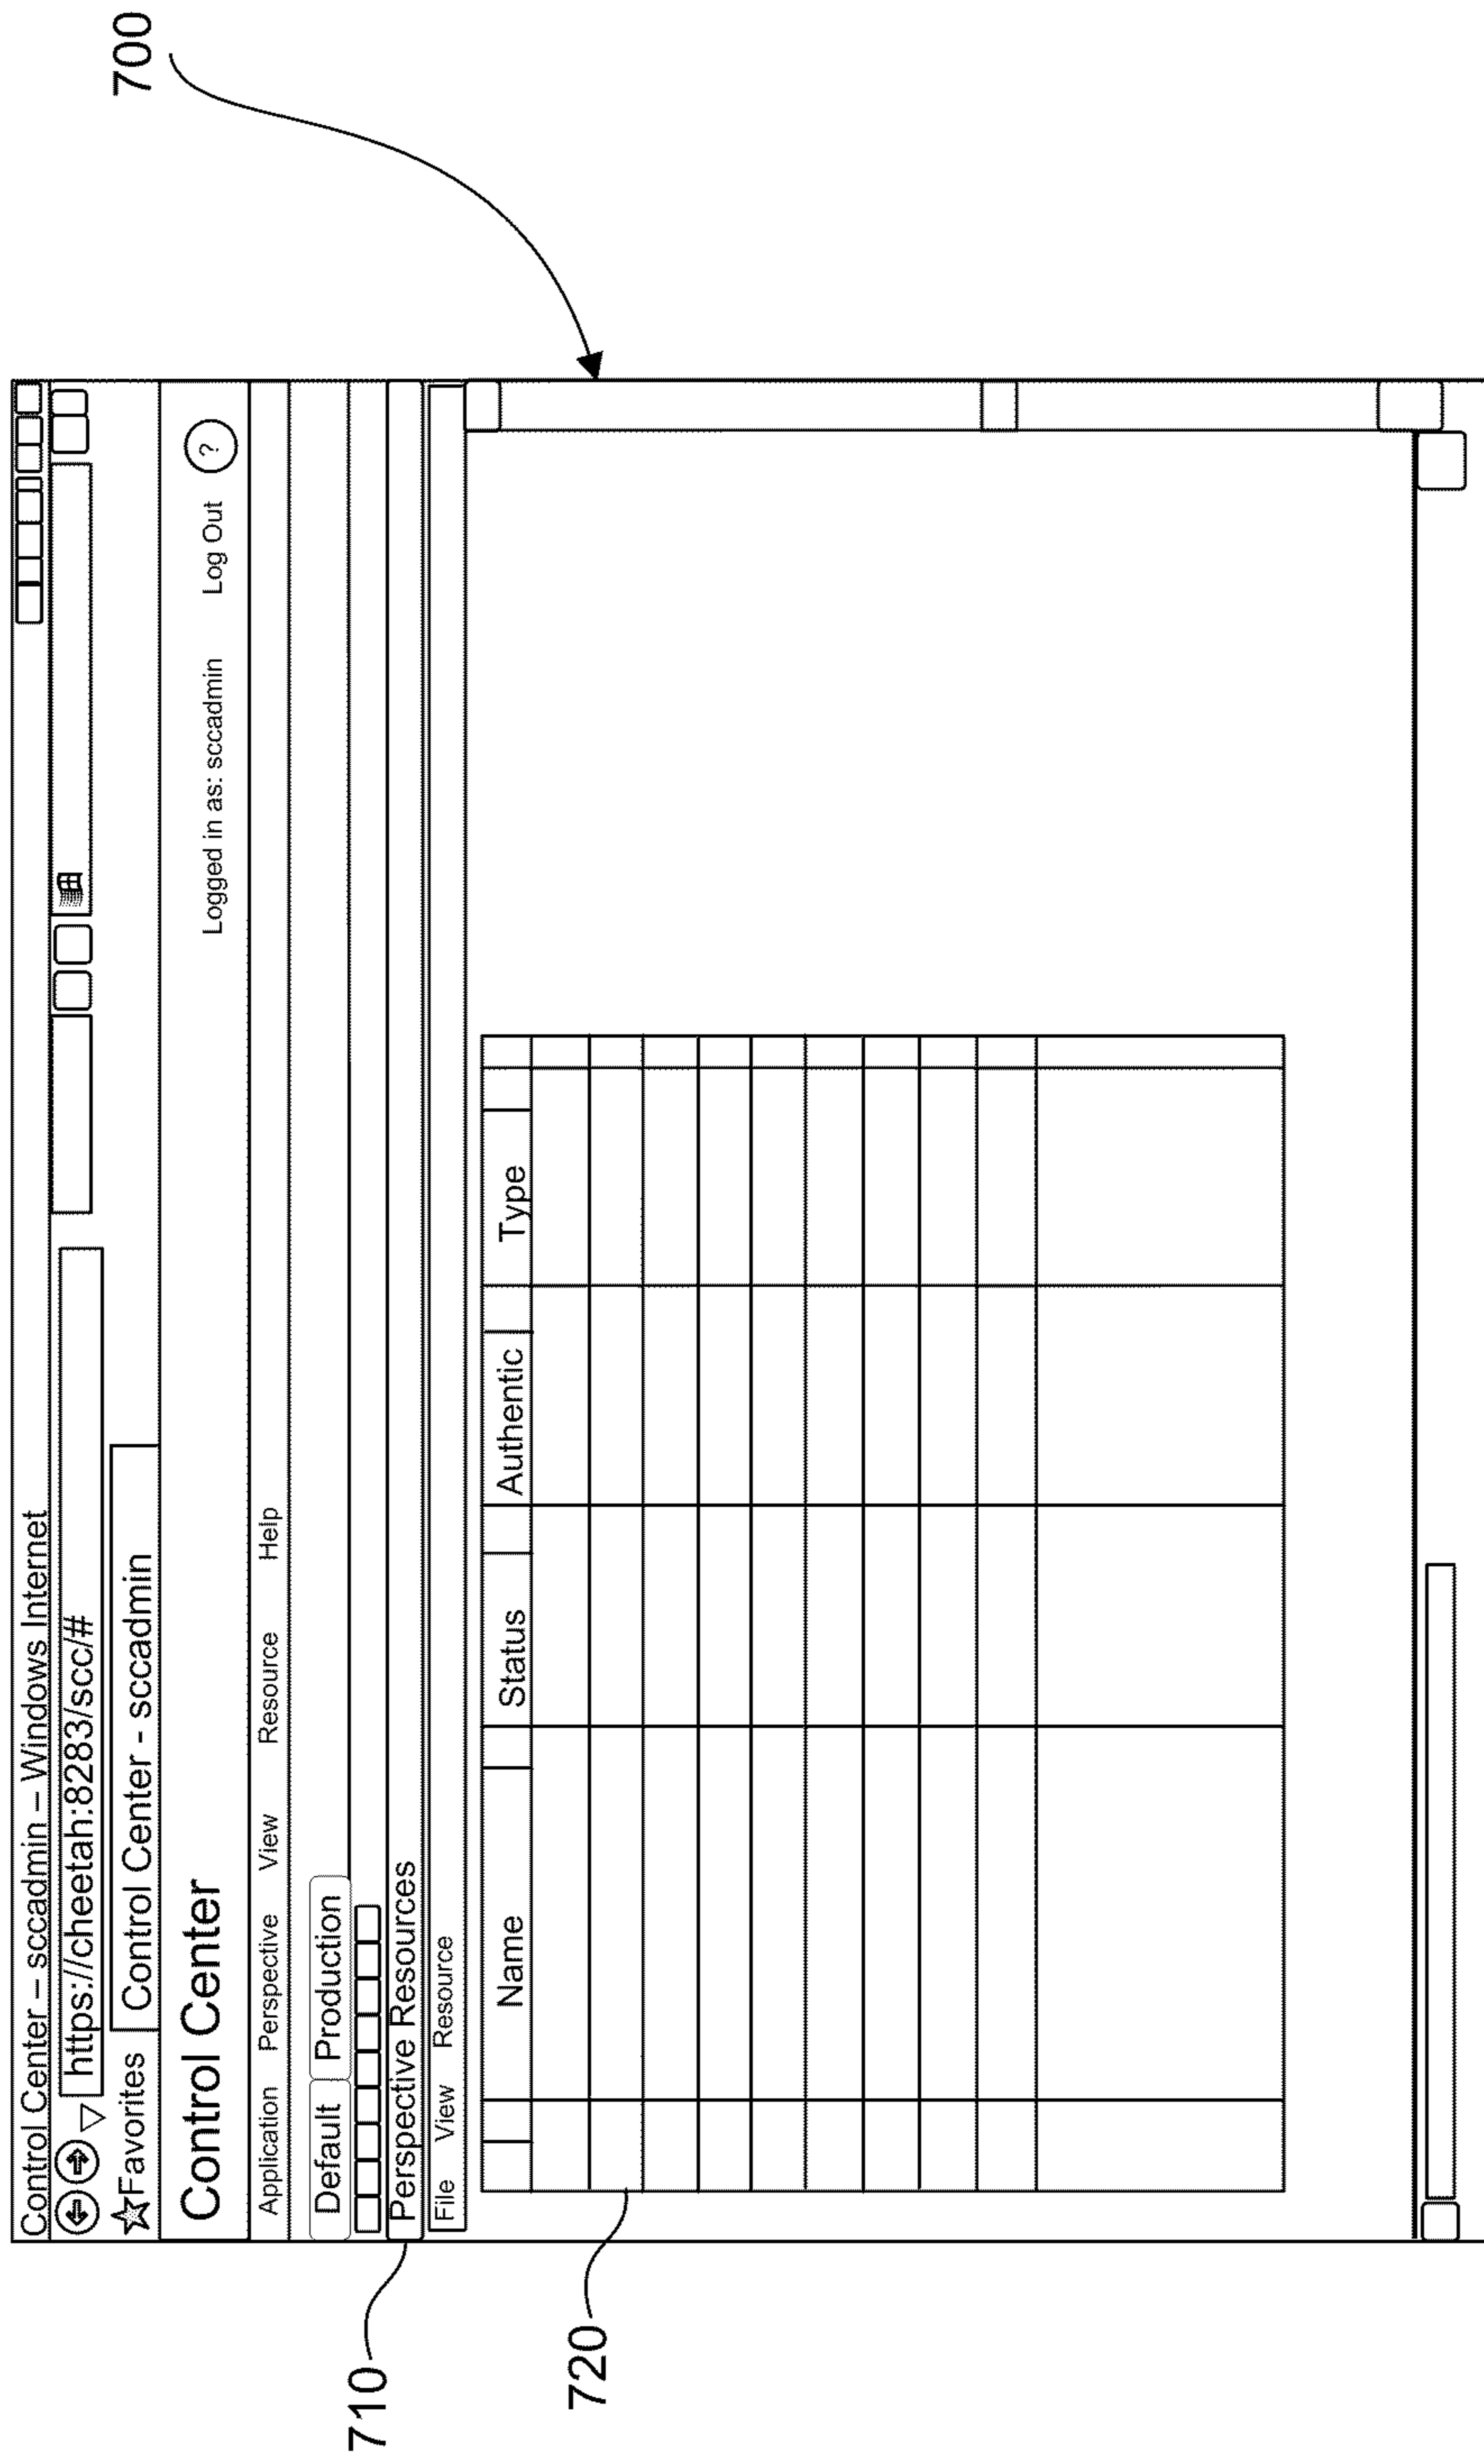 700
Control Center – sccadmin – Windows Internet
https://cheetah:8283/scc/#
Favorites Control Center - sccadmin
Control Center Logged in as: sccadmin Log Out ?
Application Perspective View Resource Help
Default Production
710
Perspective Resources
File View Resource
Name Status Authentic Type
720